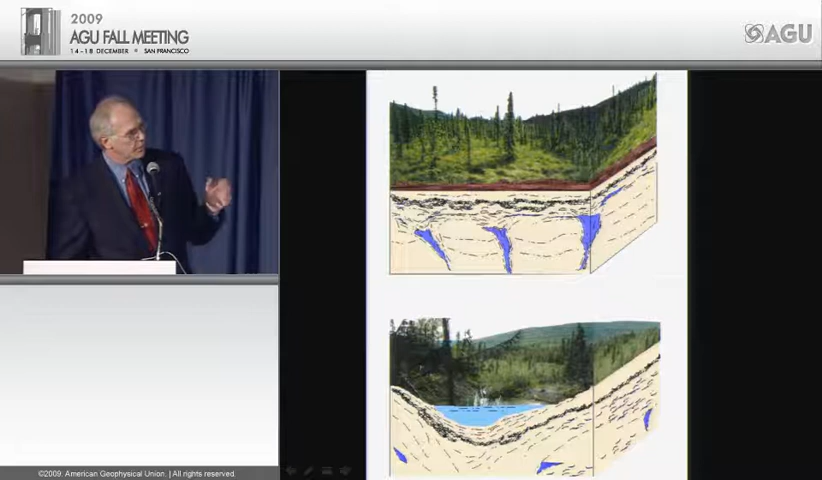 2009
AGU FALL MEETING
14-18 DECEMBER • SAN FRANCISCO
AGU
©2009. American Geophysical Union. | All rights reserved.